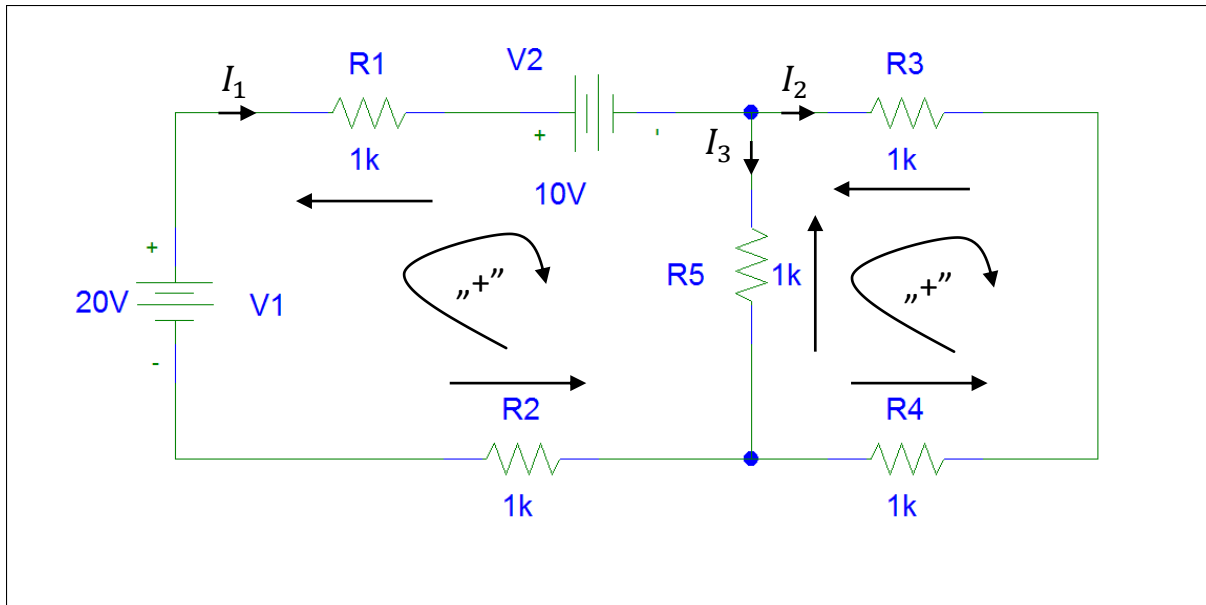 R1
V2
R3
I₁
I₂
+
-
I₃
1k
1k
10V
+
„+”
R5
1k
„+”
20V
V1
-
R2
R4
1k
1k